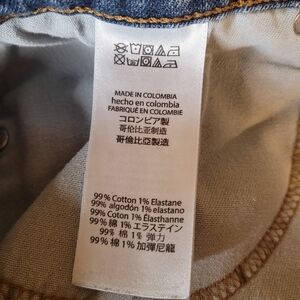 MADE IN COLOMBIA
hecho en colombia
FABRIQUÉ EN COLOMBIE
コロンビア製
哥伦比亚制造
哥倫比亞製造
99% Cotton 1% Elastane
99% algodón 1% elastano
99% Coton 1% Élasthanne
99% 綿 1% エラステイン
99% 棉 1% 弹力
99% 棉 1% 加彈尼龍